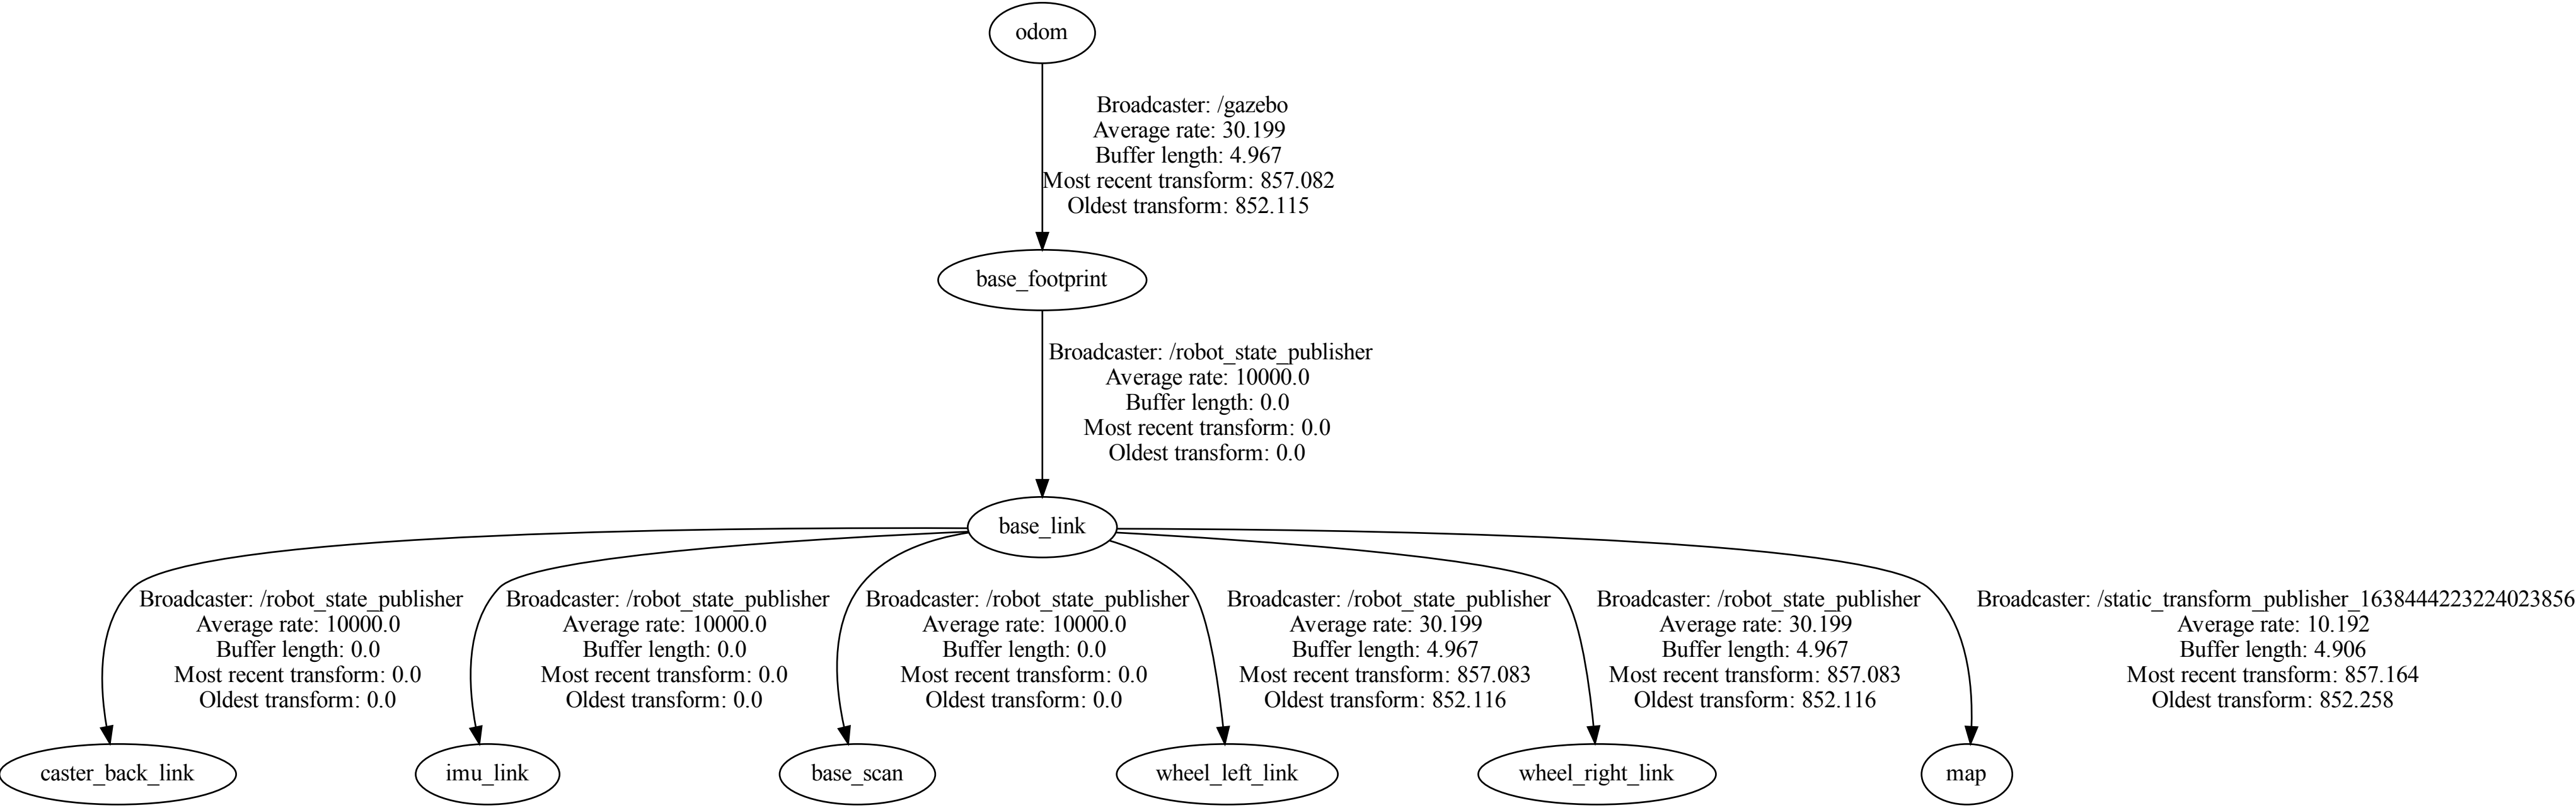 odom
Broadcaster: /gazebo
Average rate: 30.199
Buffer length: 4.967
Most recent transform: 857.082
Oldest transform: 852.115
base_footprint
Broadcaster: /robot_state_publisher
Average rate: 10000.0
Buffer length: 0.0
Most recent transform: 0.0
Oldest transform: 0.0
base_link
Broadcaster: /robot_state_publisher
Average rate: 10000.0
Buffer length: 0.0
Most recent transform: 0.0
Oldest transform: 0.0
Broadcaster: /robot_state_publisher
Average rate: 10000.0
Buffer length: 0.0
Most recent transform: 0.0
Oldest transform: 0.0
Broadcaster: /robot_state_publisher
Average rate: 10000.0
Buffer length: 0.0
Most recent transform: 0.0
Oldest transform: 0.0
Broadcaster: /robot_state_publisher
Average rate: 30.199
Buffer length: 4.967
Most recent transform: 857.083
Oldest transform: 852.116
Broadcaster: /robot_state_publisher
Average rate: 30.199
Buffer length: 4.967
Most recent transform: 857.083
Oldest transform: 852.116
Broadcaster: /static_transform_publisher_1638444223224023856
Average rate: 10.192
Buffer length: 4.906
Most recent transform: 857.164
Oldest transform: 852.258
caster_back_link
imu_link
base_scan
wheel_left_link
wheel_right_link
map